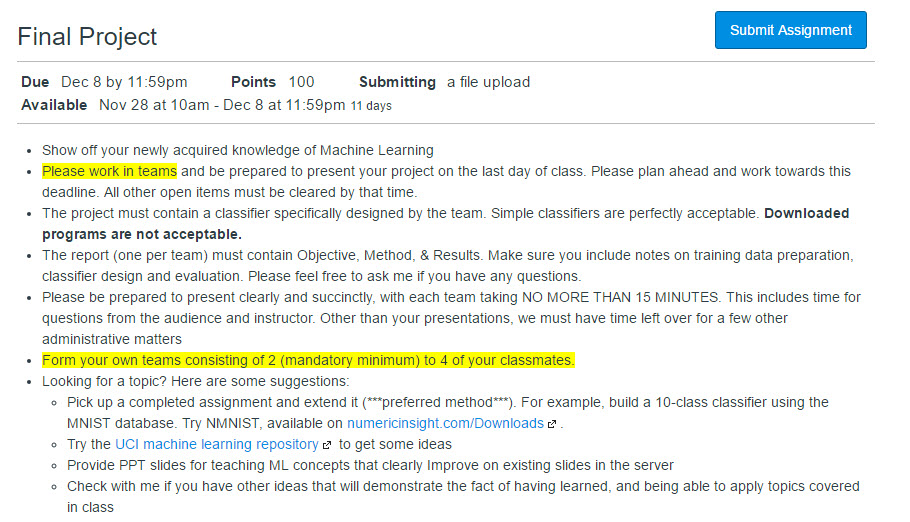 Final Project
Submit Assignment
Due Dec 8 by 11:59pm Points 100 Submitting a file upload
Available Nov 28 at 10am - Dec 8 at 11:59pm 11 days
• Show off your newly acquired knowledge of Machine Learning
• Please work in teams and be prepared to present your project on the last day of class. Please plan ahead and work towards this
deadline. All other open items must be cleared by that time.
• The project must contain a classifier specifically designed by the team. Simple classifiers are perfectly acceptable. Downloaded
programs are not acceptable.
• The report (one per team) must contain Objective, Method, & Results. Make sure you include notes on training data preparation,
classifier design and evaluation. Please feel free to ask me if you have any questions.
• Please be prepared to present clearly and succinctly, with each team taking NO MORE THAN 15 MINUTES. This includes time for
questions from the audience and instructor. Other than your presentations, we must have time left over for a few other
administrative matters
• Form your own teams consisting of 2 (mandatory minimum) to 4 of your classmates.
• Looking for a topic? Here are some suggestions:
◦ Pick up a completed assignment and extend it (***preferred method***). For example, build a 10-class classifier using the
MNIST database. Try NMNIST, available on numericinsight.com/Downloads .
◦ Try the UCI machine learning repository to get some ideas
◦ Provide PPT slides for teaching ML concepts that clearly Improve on existing slides in the server
◦ Check with me if you have other ideas that will demonstrate the fact of having learned, and being able to apply topics covered
in class